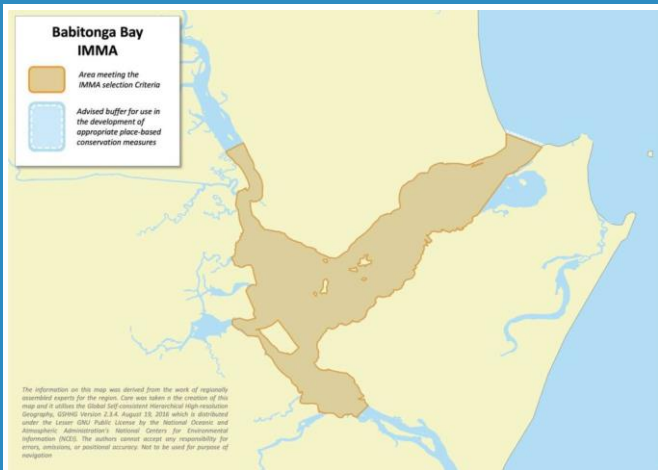 Babitonga Bay
IMMA
Area meeting the
IMMA selection Criteria
Advised buffer for use in
the development of
appropriate place-based
conservation measures
The information on this map was derived from the work of regionally
assembled experts for the region. Care was taken n the creation of this
map and it utilises the Global Self-consistent Hierarchical High-resolution
Geography, GSHHG Version 2.3.4. August 19, 2016 which is distributed
under the Lesser GNU Public License by the National Oceanic and
Atmospheric Administration's National Centers for Environmental
Information (NCEI). The authors cannot accept any responsibility for
errors, omissions, or positional accuracy. Not to be used for purpose of
navigation